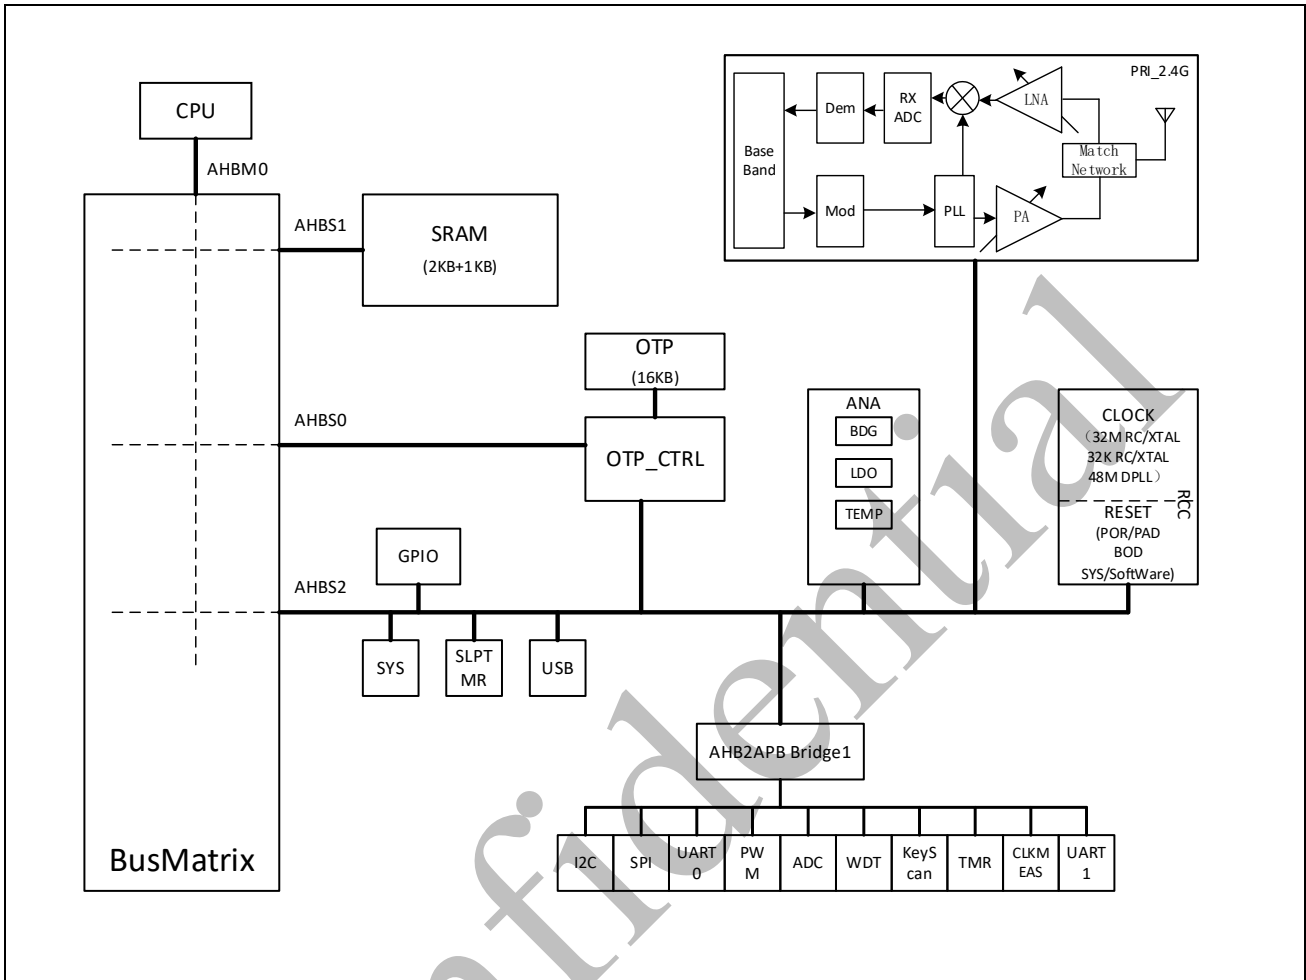 PRI_2.4G
CPU
AHBM0
Base
Band
Dem
RX
ADC
LNA
Match
Network
Mod
PLL
PA
AHBS1
SRAM
(2KB+1KB)
OTP
(16KB)
AHBS0
OTP_CTRL
ANA
BDG
LDO
TEMP
CLOCK
（32M RC/XTAL
32K RC/XTAL
48M DPLL）
RCC
RESET
(POR/PAD
BOD
SYS/SoftWare)
GPIO
AHBS2
SYS
SLPT
MR
USB
AHB2APB Bridge1
BusMatrix
I2C
SPI
UART
0
PW
M
ADC
WDT
KeyS
can
TMR
CLKM
EAS
UART
1
nfidential